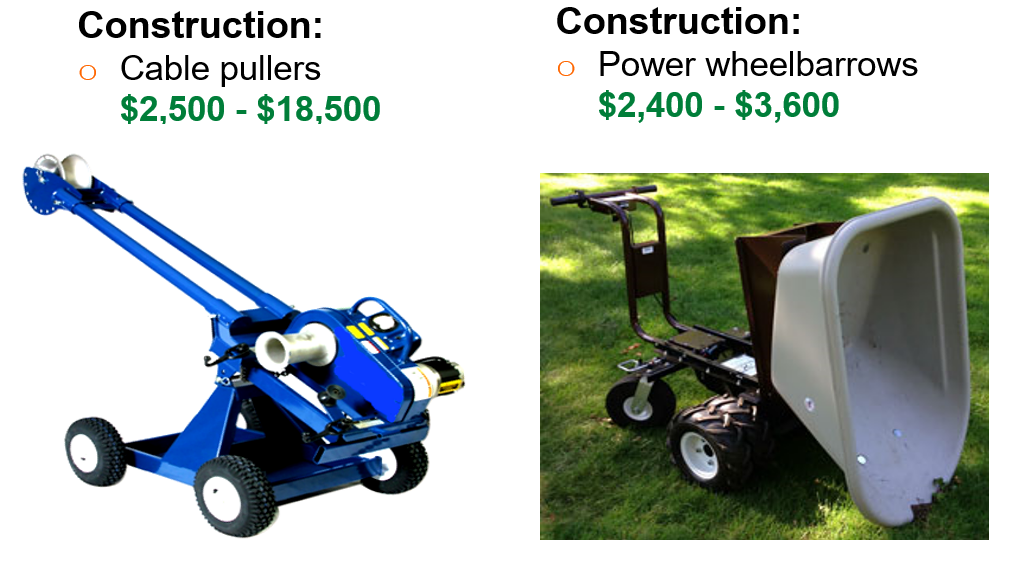 Construction:
o Cable pullers
$2,500 - $18,500
Construction:
o Power wheelbarrows
$2,400 - $3,600